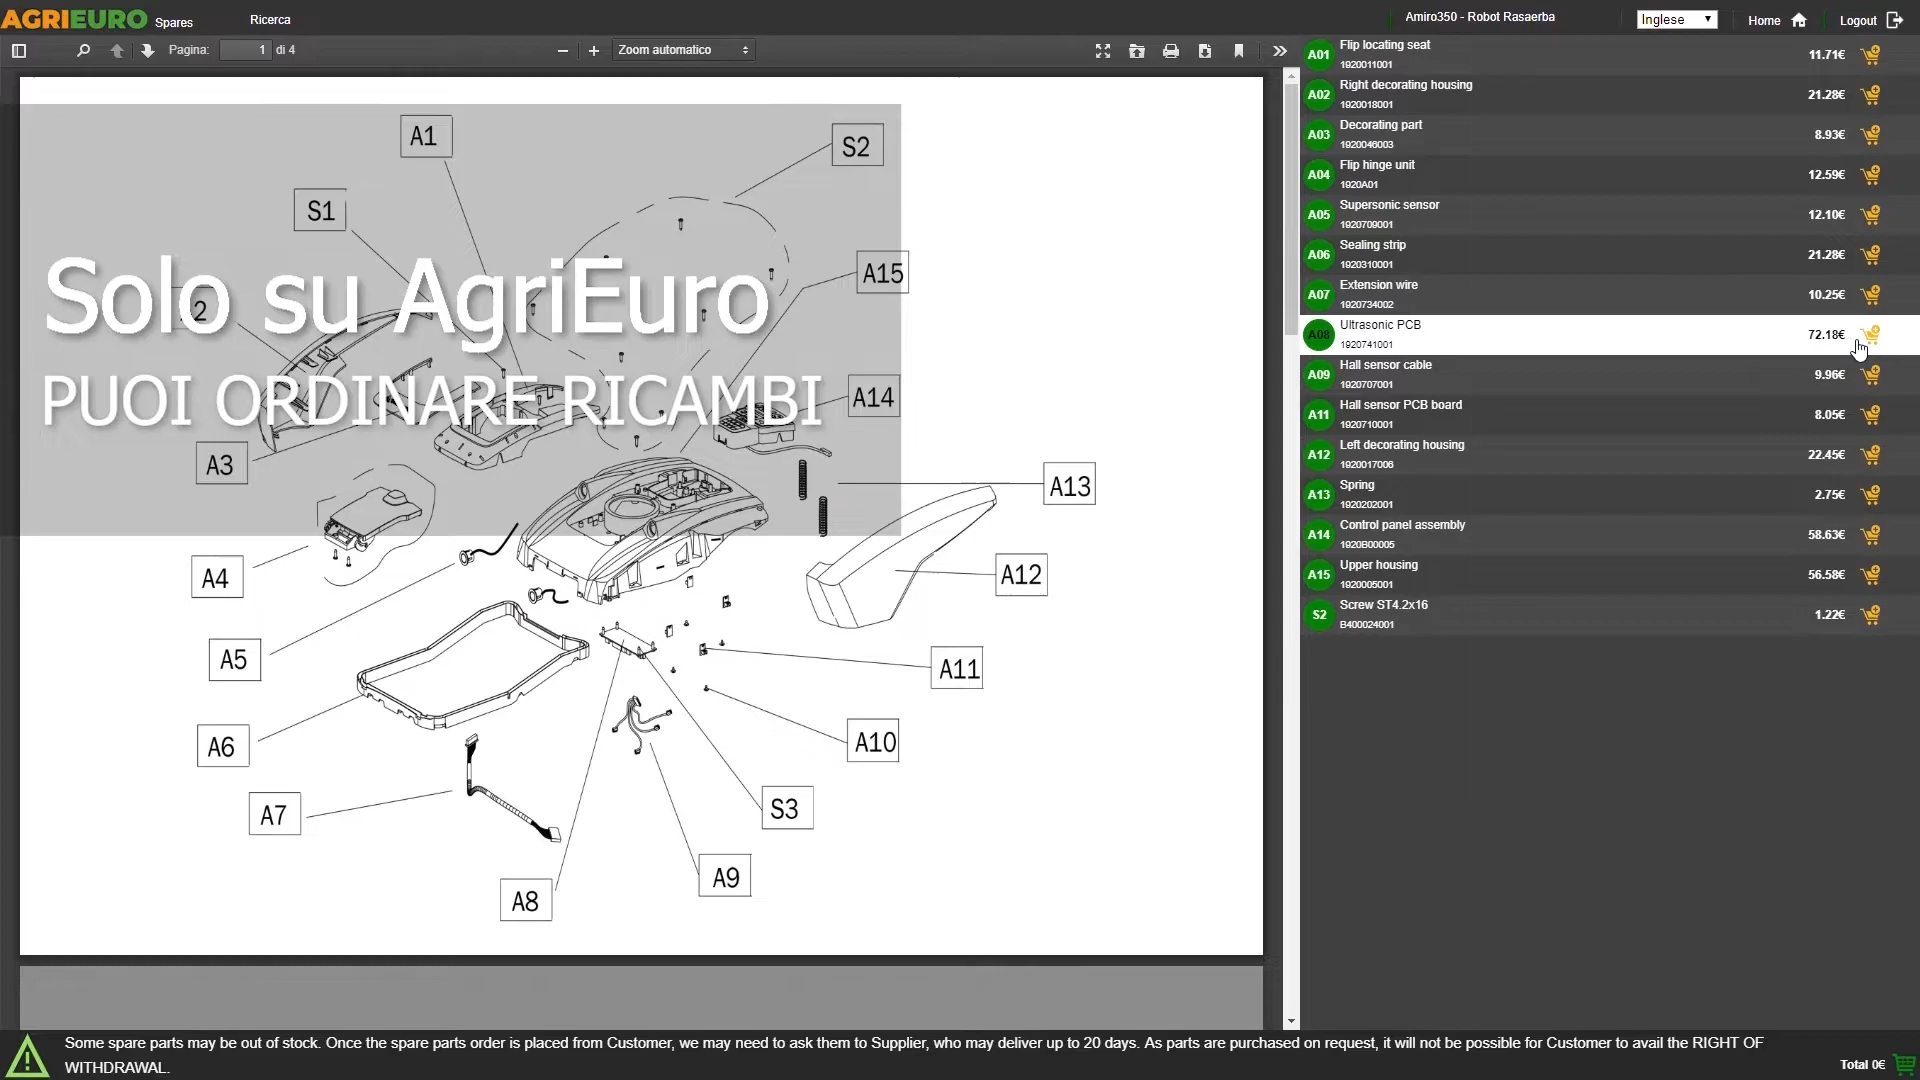 AGRIEURO Spares
Ricerca
Amiro350 - Robot Rasaerba
Inglese
Home
Logout
Pagina: 1 di 4
Zoom automatico
A1
S2
S1
A15
2
Solo su AgriEuro
PUOI ORDINARE RICAMBI
A14
A3
A13
A4
A12
A5
A11
A6
A10
A7
S3
A9
A8
A01 Flip locating seat 11.71€
1920011001
A02 Right decorating housing 21.28€
1920018001
A03 Decorating part 8.93€
1920046003
A04 Flip hinge unit 12.59€
1920A01
A05 Supersonic sensor 12.10€
1920709001
A06 Sealing strip 21.28€
1920310001
A07 Extension wire 10.25€
1920734002
A08 Ultrasonic PCB 72.18€
1920741001
A09 Hall sensor cable 9.96€
1920707001
A11 Hall sensor PCB board 8.05€
1920710001
A12 Left decorating housing 22.45€
1920017006
A13 Spring 2.75€
1920202001
A14 Control panel assembly 58.63€
1920B00005
A15 Upper housing 56.58€
1920005001
S2 Screw ST4.2x16 1.22€
B400024001
Some spare parts may be out of stock. Once the spare parts order is placed from Customer, we may need to ask them to Supplier, who may deliver up to 20 days. As parts are purchased on request, it will not be possible for Customer to avail the RIGHT OF
WITHDRAWAL.
Total 0€